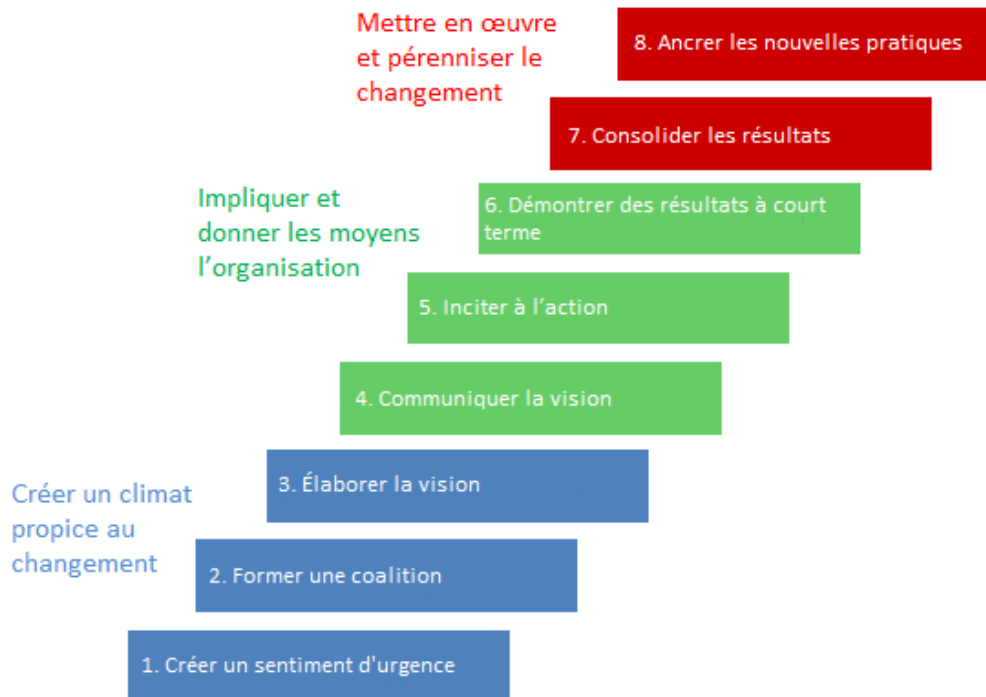 Mettre en œuvre
et pérenniser le
changement
8. Ancrer les nouvelles pratiques
7. Consolider les résultats
Impliquer et
donner les moyens
l'organisation
6. Démontrer des résultats à court
terme
5. Inciter à l'action
4. Communiquer la vision
3. Élaborer la vision
Créer un climat
propice au
changement
2. Former une coalition
1. Créer un sentiment d'urgence